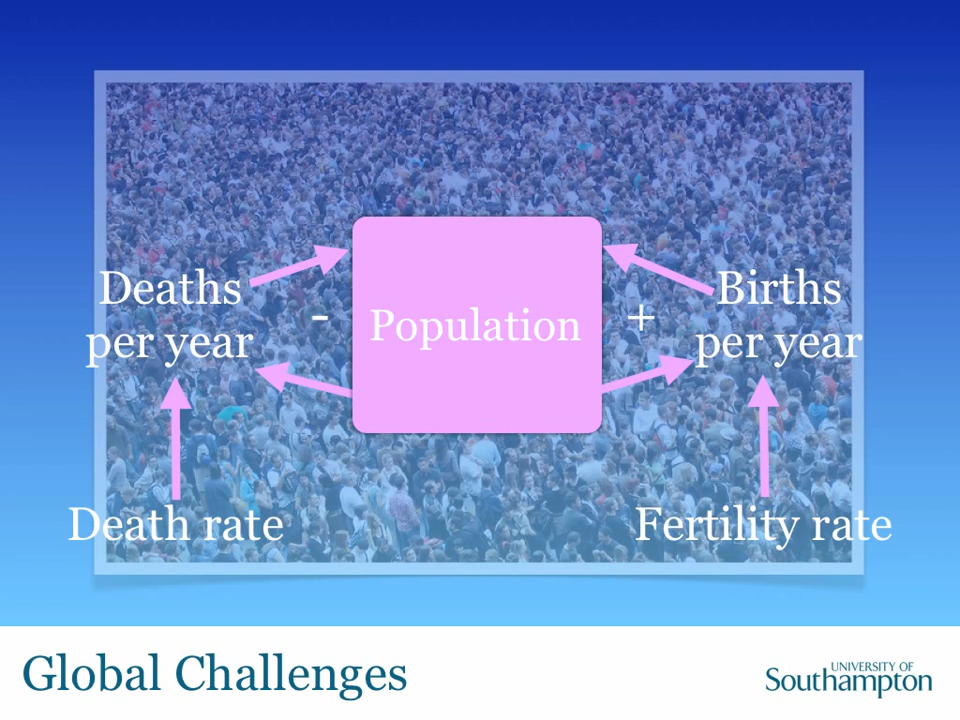 Deaths
per year
-
Population
+
Births
per year
Death rate
Fertility rate
Global Challenges
UNIVERSITY OF
Southampton